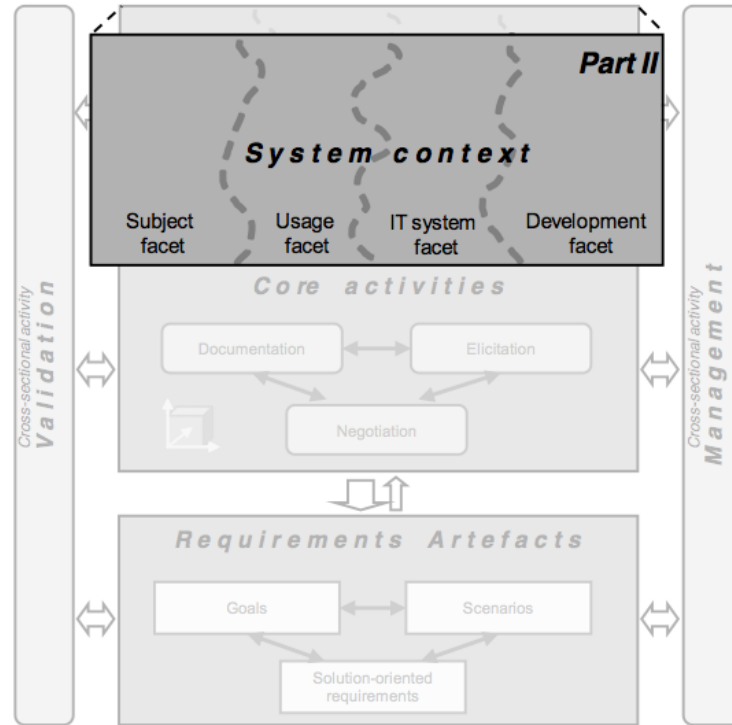 Part II
System context
Subject
facet
Usage
facet
IT system
facet
Development
facet
Core activities
Documentation
Elicitation
Negotiation
Requirements Artefacts
Goals
Scenarios
Solution-oriented
requirements
Cross-sectional activity
Validation
Cross-sectional activity
Management